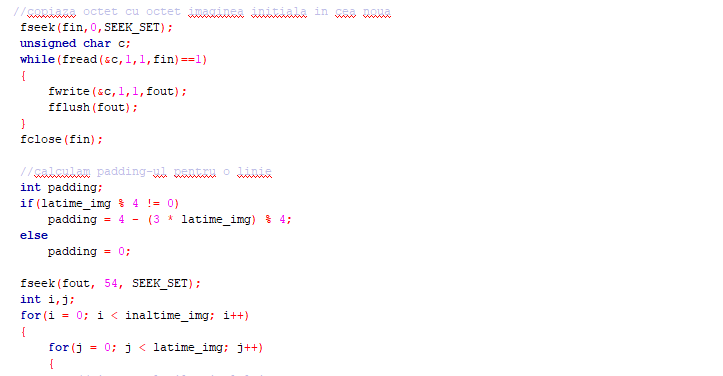 //copiaza octet cu octet imaginea initiala in cea noua
fseek(fin,0,SEEK_SET);
unsigned char c;
while(fread(&c,1,1,fin)==1)
{
fwrite(&c,1,1,fout);
fflush(fout);
}
fclose(fin);
//calculam padding-ul pentru o linie
int padding;
if(latime_img % 4 != 0)
padding = 4 - (3 * latime_img) % 4;
else
padding = 0;
fseek(fout, 54, SEEK_SET);
int i,j;
for(i = 0; i < inaltime_img; i++)
{
for(j = 0; j < latime_img; j++)
{